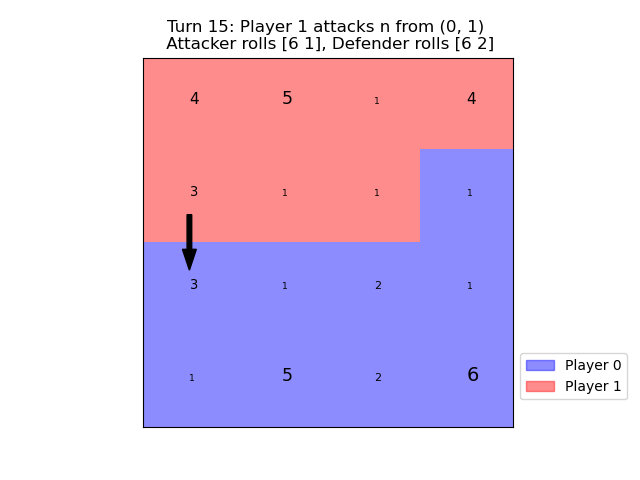 Turn 15: Player 1 attacks n from (0, 1)
Attacker rolls [6 1], Defender rolls [6 2]
4 5 1 4
3 1 1 1
3 1 2 1
1 5 2 6
Player 0
Player 1